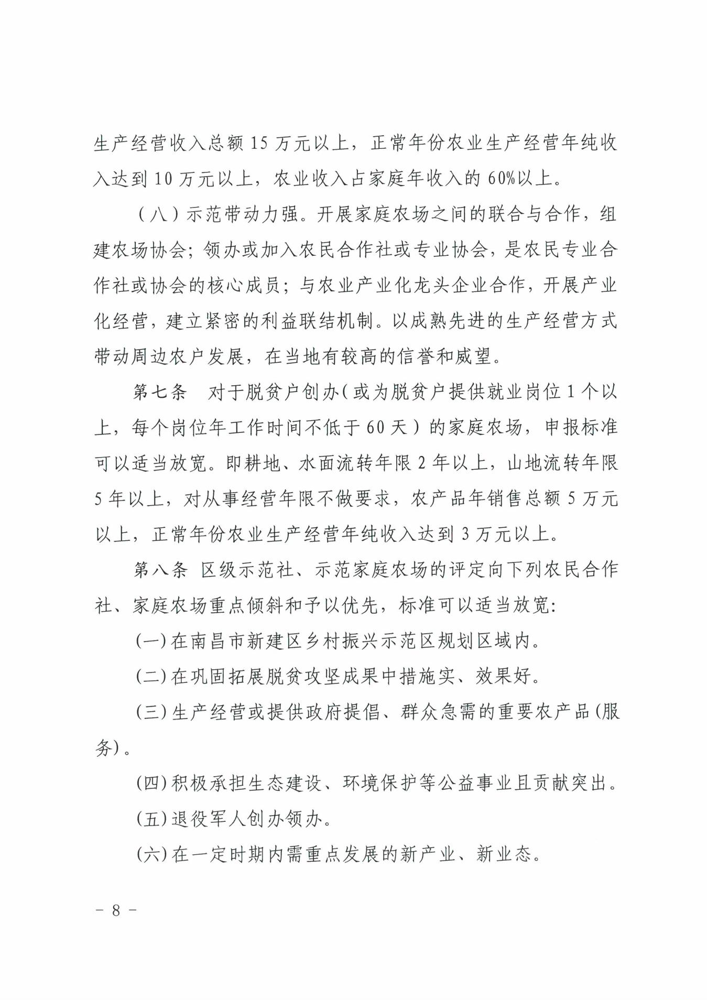 生产经营收入总额 15 万元以上，正常年份农业生产经营年纯收
入达到 10 万元以上，农业收入占家庭年收入的 60%以上。
（八）示范带动力强。开展家庭农场之间的联合与合作，组
建农场协会；领办或加入农民合作社或专业协会，是农民专业合
作社或协会的核心成员；与农业产业化龙头企业合作，开展产业
化经营，建立紧密的利益联结机制。以成熟先进的生产经营方式
带动周边农户发展，在当地有较高的信誉和威望。
第七条　对于脱贫户创办（或为脱贫户提供就业岗位 1 个以
上，每个岗位年工作时间不低于 60 天）的家庭农场，申报标准
可以适当放宽。即耕地、水面流转年限 2 年以上，山地流转年限
5 年以上，对从事经营年限不做要求，农产品年销售总额 5 万元
以上，正常年份农业生产经营年纯收入达到 3 万元以上。
第八条 区级示范社、示范家庭农场的评定向下列农民合作
社、家庭农场重点倾斜和予以优先，标准可以适当放宽：
(一)在南昌市新建区乡村振兴示范区规划区域内。
(二)在巩固拓展脱贫攻坚成果中措施实、效果好。
(三)生产经营或提供政府提倡、群众急需的重要农产品(服
务)。
(四)积极承担生态建设、环境保护等公益事业且贡献突出。
(五)退役军人创办领办。
(六)在一定时期内需重点发展的新产业、新业态。
- 8 -